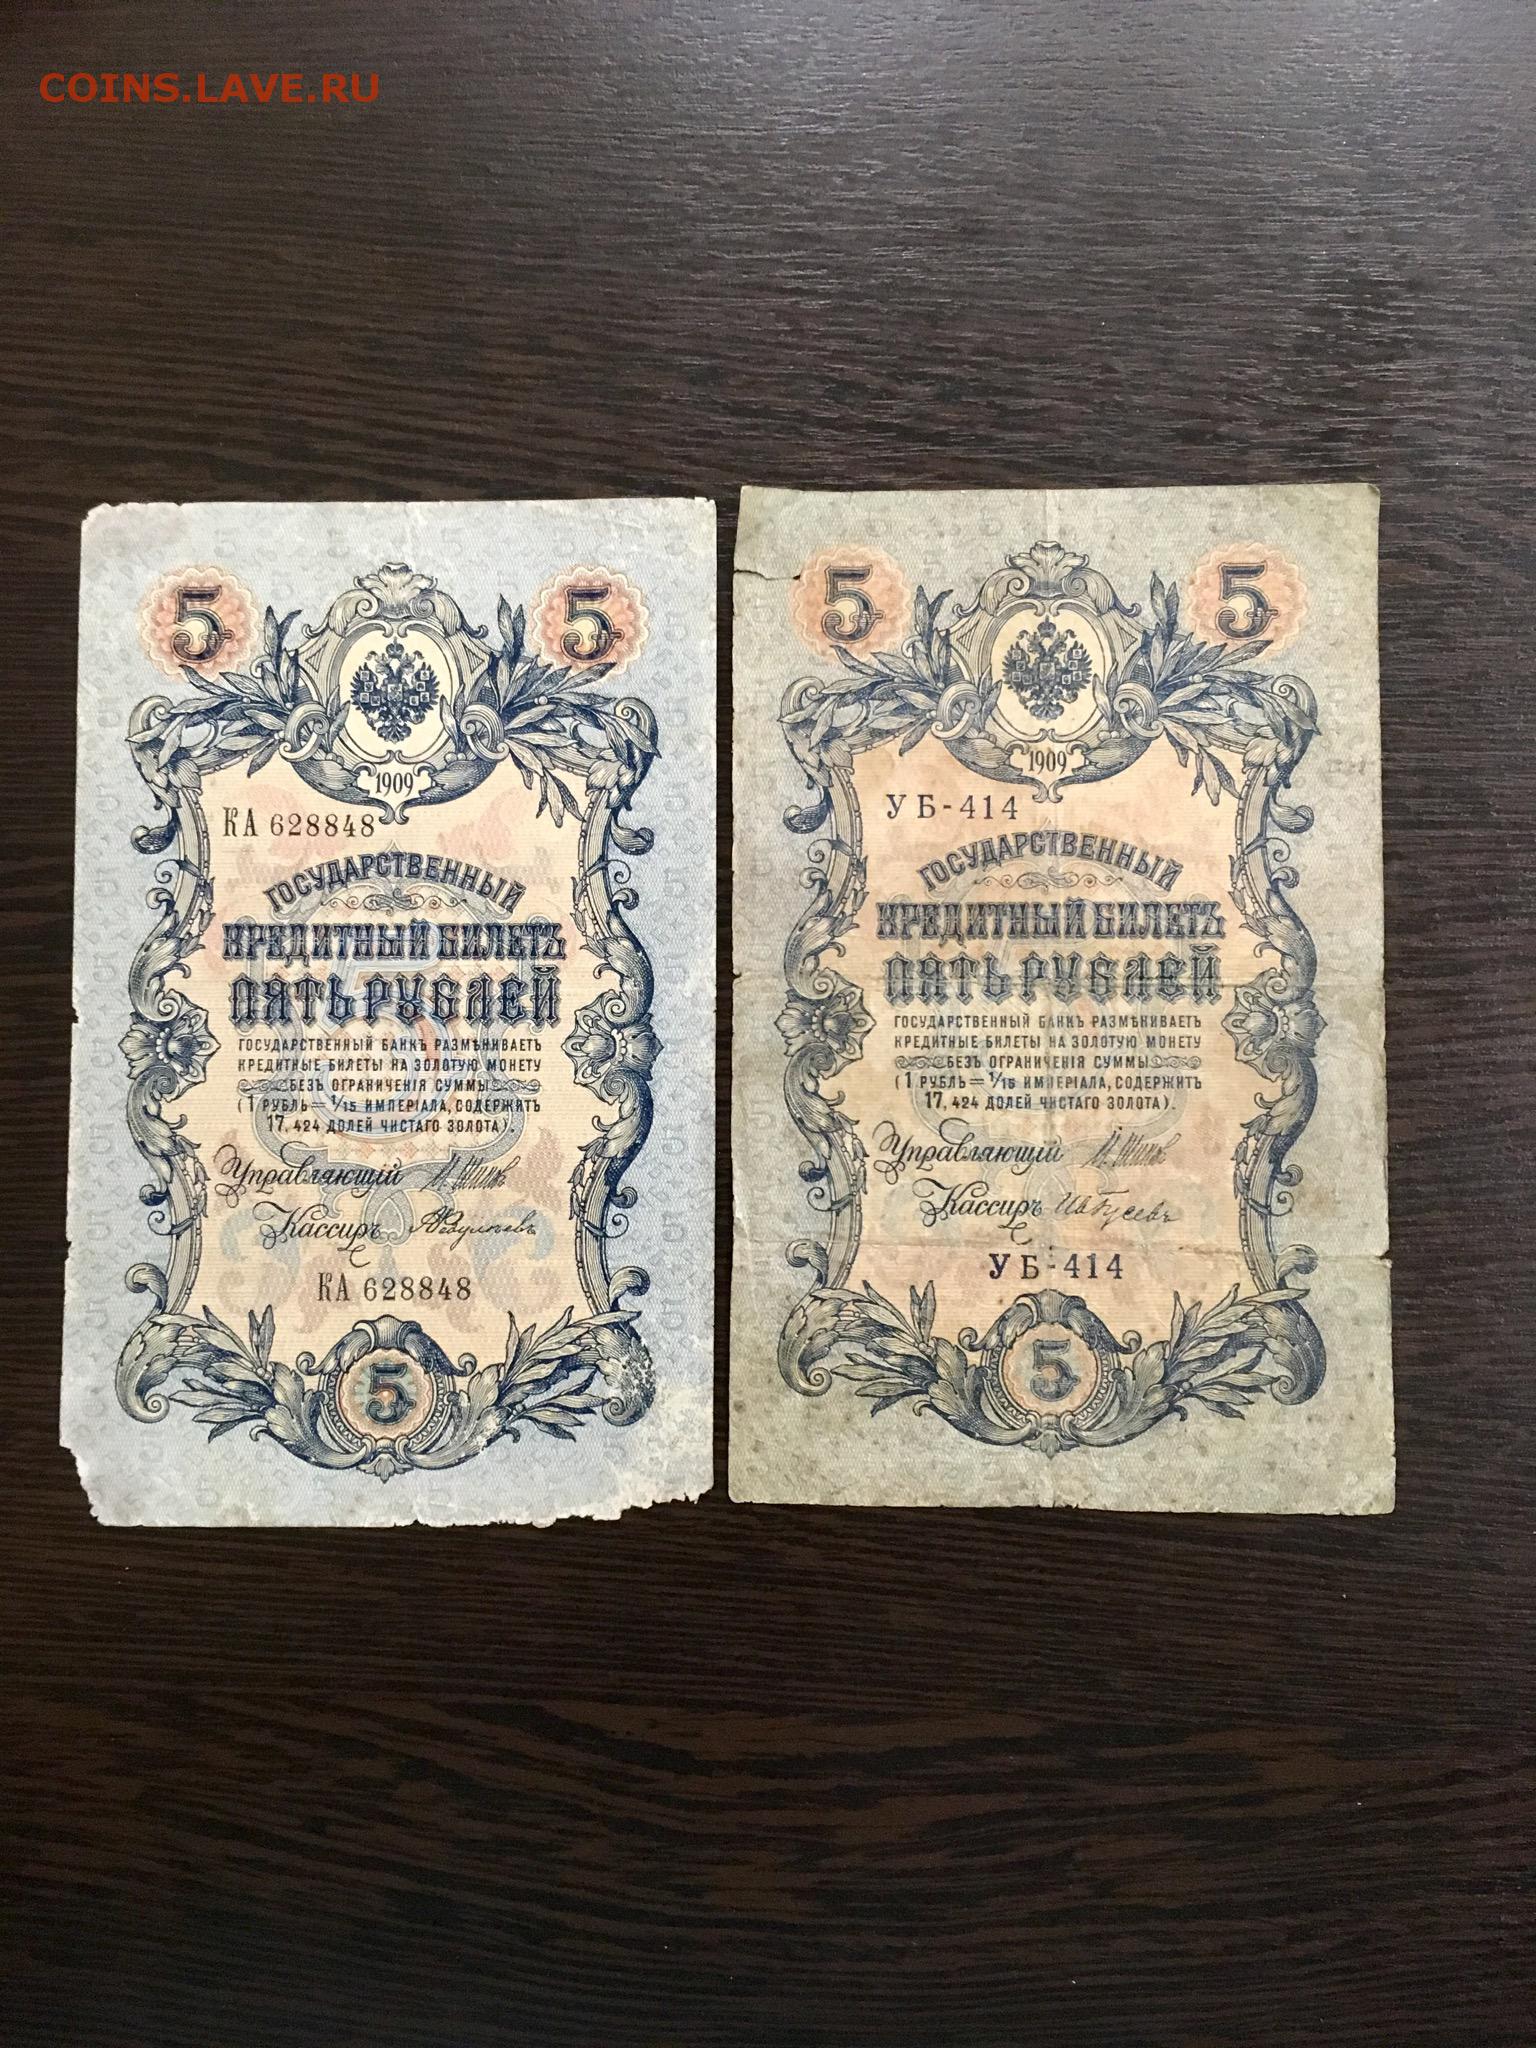 COINS.LAVE.RU
5 5
1909
КА 628848
ГОСУДАРСТВЕННЫЙ
КРЕДИТНЫЙ БИЛЕТЪ
ПЯТЬ РУБЛЕЙ
ГОСУДАРСТВЕННЫЙ БАНКЪ РАЗМѢНИВАЕТЪ
КРЕДИТНЫЕ БИЛЕТЫ НА ЗОЛОТУЮ МОНЕТУ
БЕЗЪ ОГРАНИЧЕНІЯ СУММЫ
(1 РУБЛЬ = 1/15 ИМПЕРІАЛА, СОДЕРЖИТЪ
17,424 ДОЛЕЙ ЧИСТАГО ЗОЛОТА).
Управляющій И Шипов
Кассиръ
КА 628848
5
5 5
1909
УБ-414
ГОСУДАРСТВЕННЫЙ
КРЕДИТНЫЙ БИЛЕТЪ
ПЯТЬ РУБЛЕЙ
ГОСУДАРСТВЕННЫЙ БАНКЪ РАЗМѢНИВАЕТЪ
КРЕДИТНЫЕ БИЛЕТЫ НА ЗОЛОТУЮ МОНЕТУ
БЕЗЪ ОГРАНИЧЕНІЯ СУММЫ
(1 РУБЛЬ = 1/15 ИМПЕРІАЛА, СОДЕРЖИТЪ
17,424 ДОЛЕЙ ЧИСТАГО ЗОЛОТА).
Управляющій И Шипов
Кассиръ Ив Гусевъ
УБ-414
5